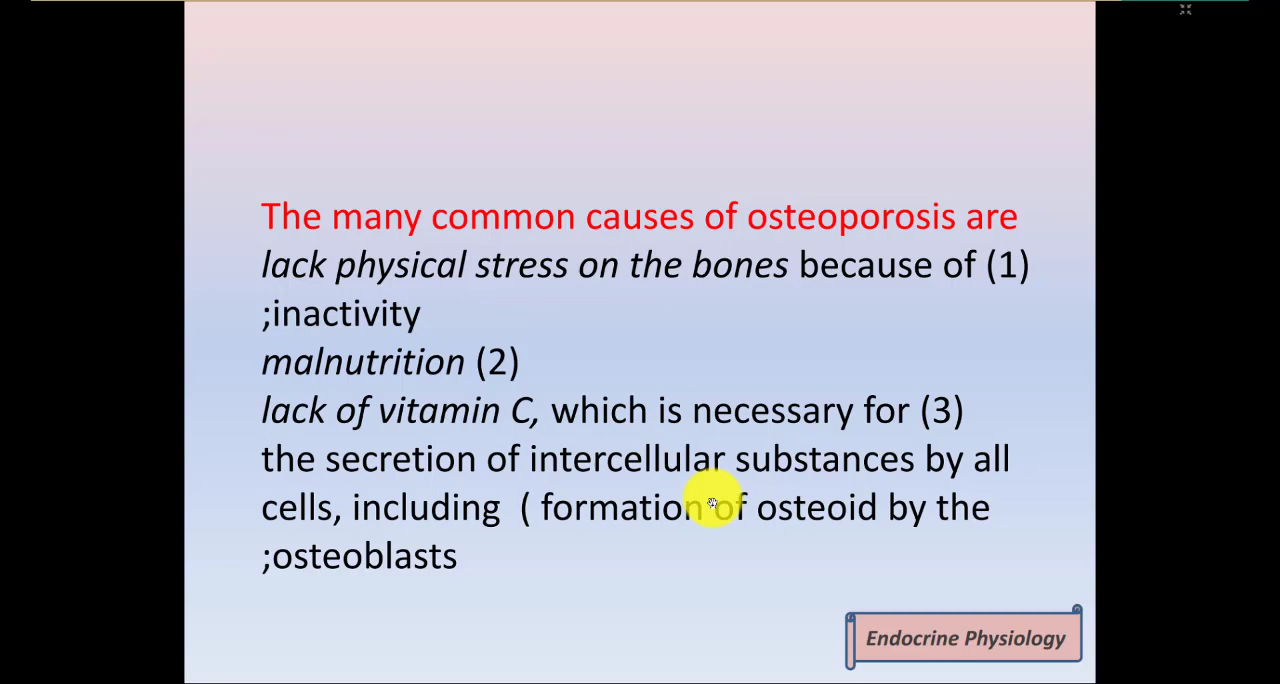 The many common causes of osteoporosis are
lack physical stress on the bones because of (1)
;inactivity
malnutrition (2)
lack of vitamin C, which is necessary for (3)
the secretion of intercellular substances by all
cells, including ( formation of osteoid by the
;osteoblasts
Endocrine Physiology